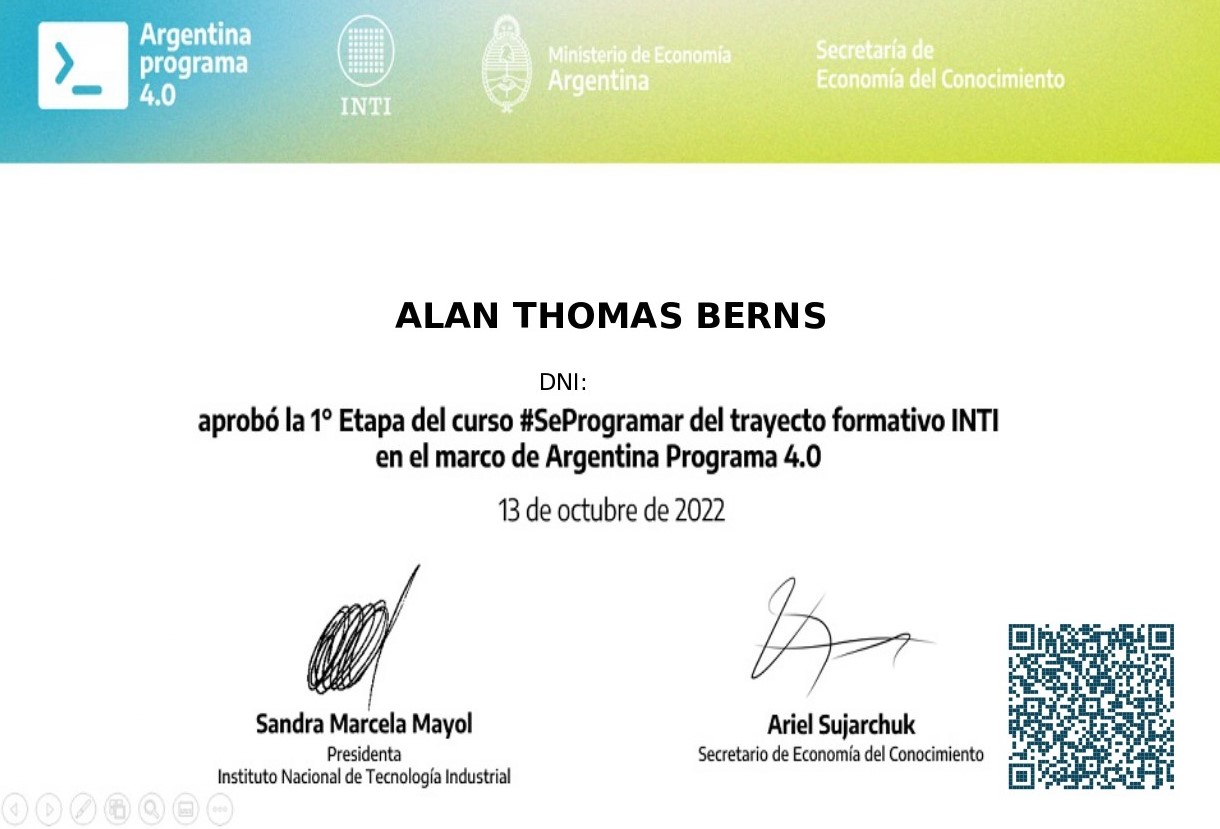 Argentina
programa
4.0
INTI
Ministerio de Economía
Argentina
Secretaría de
Economía del Conocimiento
ALAN THOMAS BERNS
DNI:
aprobó la 1° Etapa del curso #SeProgramar del trayecto formativo INTI
en el marco de Argentina Programa 4.0
13 de octubre de 2022
Sandra Marcela Mayol
Presidenta
Instituto Nacional de Tecnología Industrial
Ariel Sujarchuk
Secretario de Economía del Conocimiento